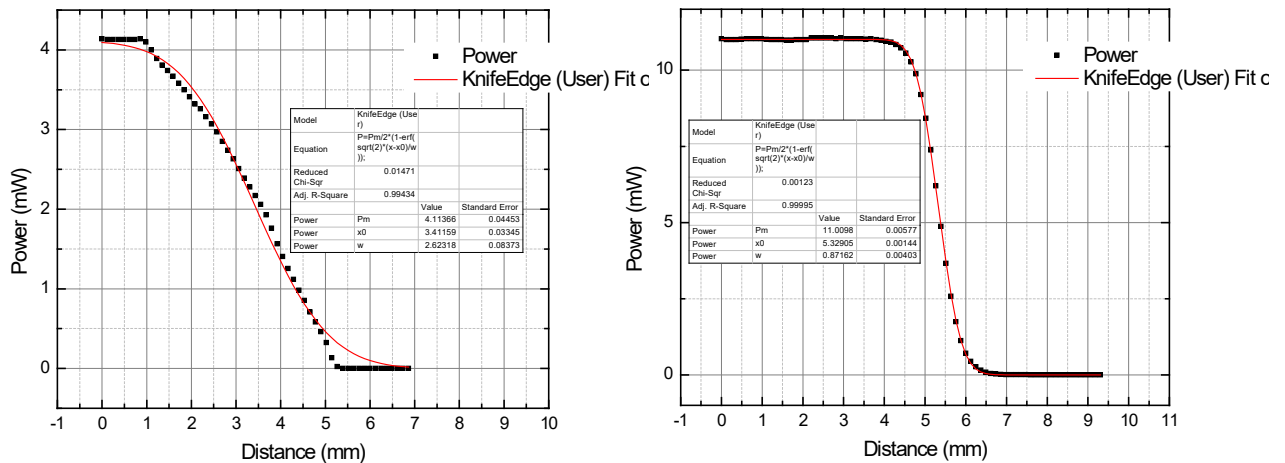 4
3
2
1
0
Power (mW)
-1 0 1 2 3 4 5 6 7 8 9 10
Distance (mm)
Power
KnifeEdge (User) Fit o
Model KnifeEdge (Use
r)
Equation P=Pm/2*(1-erf(
sqrt(2)*(x-x0)/w
));
Reduced 0.01471
Chi-Sqr
Adj. R-Square 0.99434
Value Standard Error
Power Pm 4.11366 0.04453
Power x0 3.41159 0.03345
Power w 2.62318 0.08373
10
5
0
Power (mW)
-1 0 1 2 3 4 5 6 7 8 9 10 11
Distance (mm)
Power
KnifeEdge (User) Fit o
Model KnifeEdge (Use
r)
Equation P=Pm/2*(1-erf(
sqrt(2)*(x-x0)/w
));
Reduced 0.00123
Chi-Sqr
Adj. R-Square 0.99995
Value Standard Error
Power Pm 11.0098 0.00577
Power x0 5.32905 0.00144
Power w 0.87162 0.00403